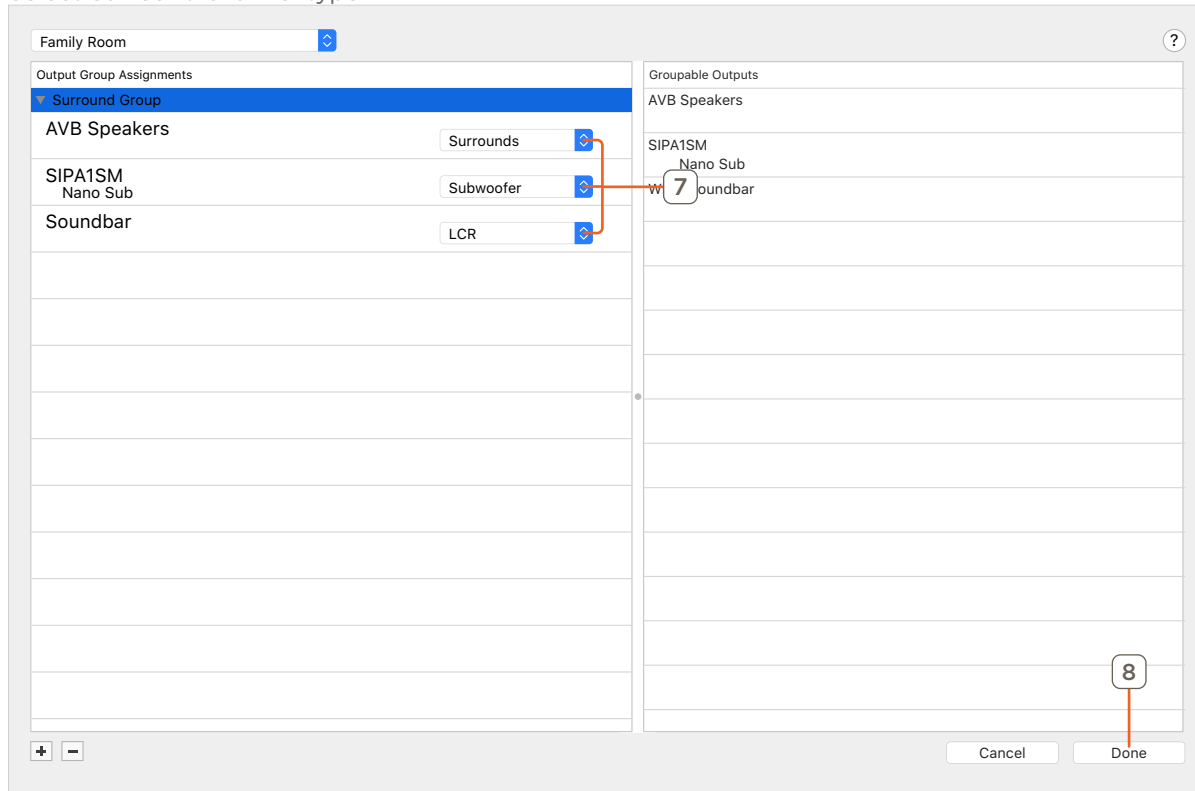 Family Room
?
Output Group Assignments
Surround Group
AVB Speakers
Surrounds
SIPA1SM
Nano Sub
Subwoofer
Soundbar
LCR
7
Groupable Outputs
AVB Speakers
SIPA1SM
Nano Sub
W oundbar
8
+ −
Cancel
Done